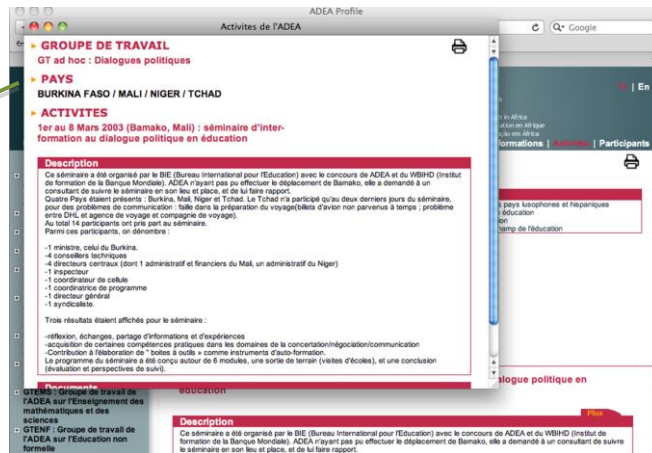 ADEA Profile
Activites de l'ADEA
Google
GROUPE DE TRAVAIL
GT ad hoc : Dialogues politiques
PAYS
BURKINA FASO / MALI / NIGER / TCHAD
ACTIVITES
1er au 8 Mars 2003 (Bamako, Mali) : séminaire d'inter-
formation au dialogue politique en éducation
Description
Ce séminaire a été organisé par le BIE (Bureau International pour l'Education) avec le concours de ADEA et du WBIHD (Institut
de formation de la Banque Mondiale). ADEA n'ayant pas pu effectuer le déplacement de Bamako, elle a demandé à un
consultant de suivre le séminaire en son lieu et place, et de lui faire rapport.
Quatre Pays étaient présents : Burkina, Mali, Niger et Tchad. Le Tchad n'a participé qu'au deux derniers jours du séminaire,
pour des problèmes de communication : faille dans la préparation du voyage(billets d'avion non parvenus à temps ; problème
entre DHL et agence de voyage et compagnie de voyage).
Au total 14 participants ont pris part au séminaire.
Parmi ces participants, on dénombre :
-1 ministre, celui du Burkina.
-4 conseillers techniques
-4 directeurs centraux (dont 1 administratif et financiers du Mali, un administratif du Niger)
-1 inspecteur
-1 coordinateur de cellule
-1 coordinatrice de programme
-1 directeur général
-1 syndicaliste.
Trois résultats étaient affichés pour le séminaire :
-réflexion, échanges, partage d'informations et d'expériences
-acquisition de certaines compétences pratiques dans les domaines de la concertation/négociation/communication
-Contribution à l'élaboration de " boites à outils » comme instruments d'auto-formation.
Le programme du séminaire a été conçu autour de 6 modules, une sortie de terrain (visites d'écoles), et une conclusion
(évaluation et perspectives de suivi).
Documents
| En
in Africa
ation en Afrique
ção em África
formations | Activités | Participants
pays lusophones et hispaniques
éducation
on
amp de l'éducation
alogue politique en
éducation
Plus
Description
Ce séminaire a été organisé par le BIE (Bureau International pour l'Education) avec le concours de ADEA et du WBIHD (Institut de
formation de la Banque Mondiale). ADEA n'ayant pas pu effectuer le déplacement de Bamako, elle a demandé à un consultant de suivre
le séminaire en son lieu et place, et de lui faire rapport.
GTEMS : Groupe de travail de
l'ADEA sur l'Enseignement des
mathématiques et des
sciences
GTENF : Groupe de travail de
l'ADEA sur l'Education non
formelle